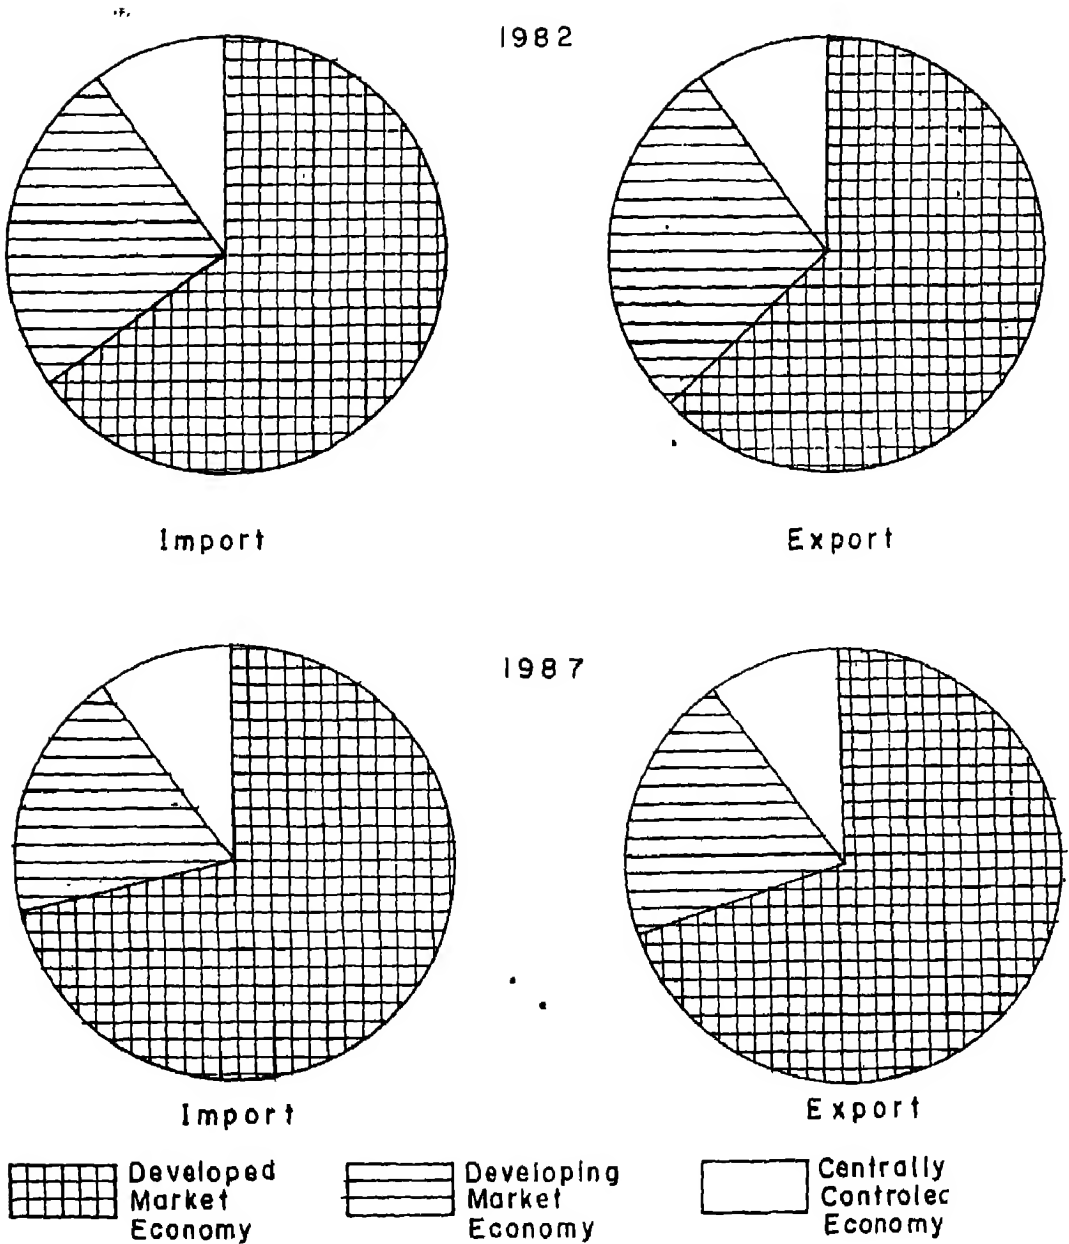 1982
Import
Export
1987
Import
Export
Developed
Market
Economy
Developing
Market
Economy
Centrally
Controlec
Economy